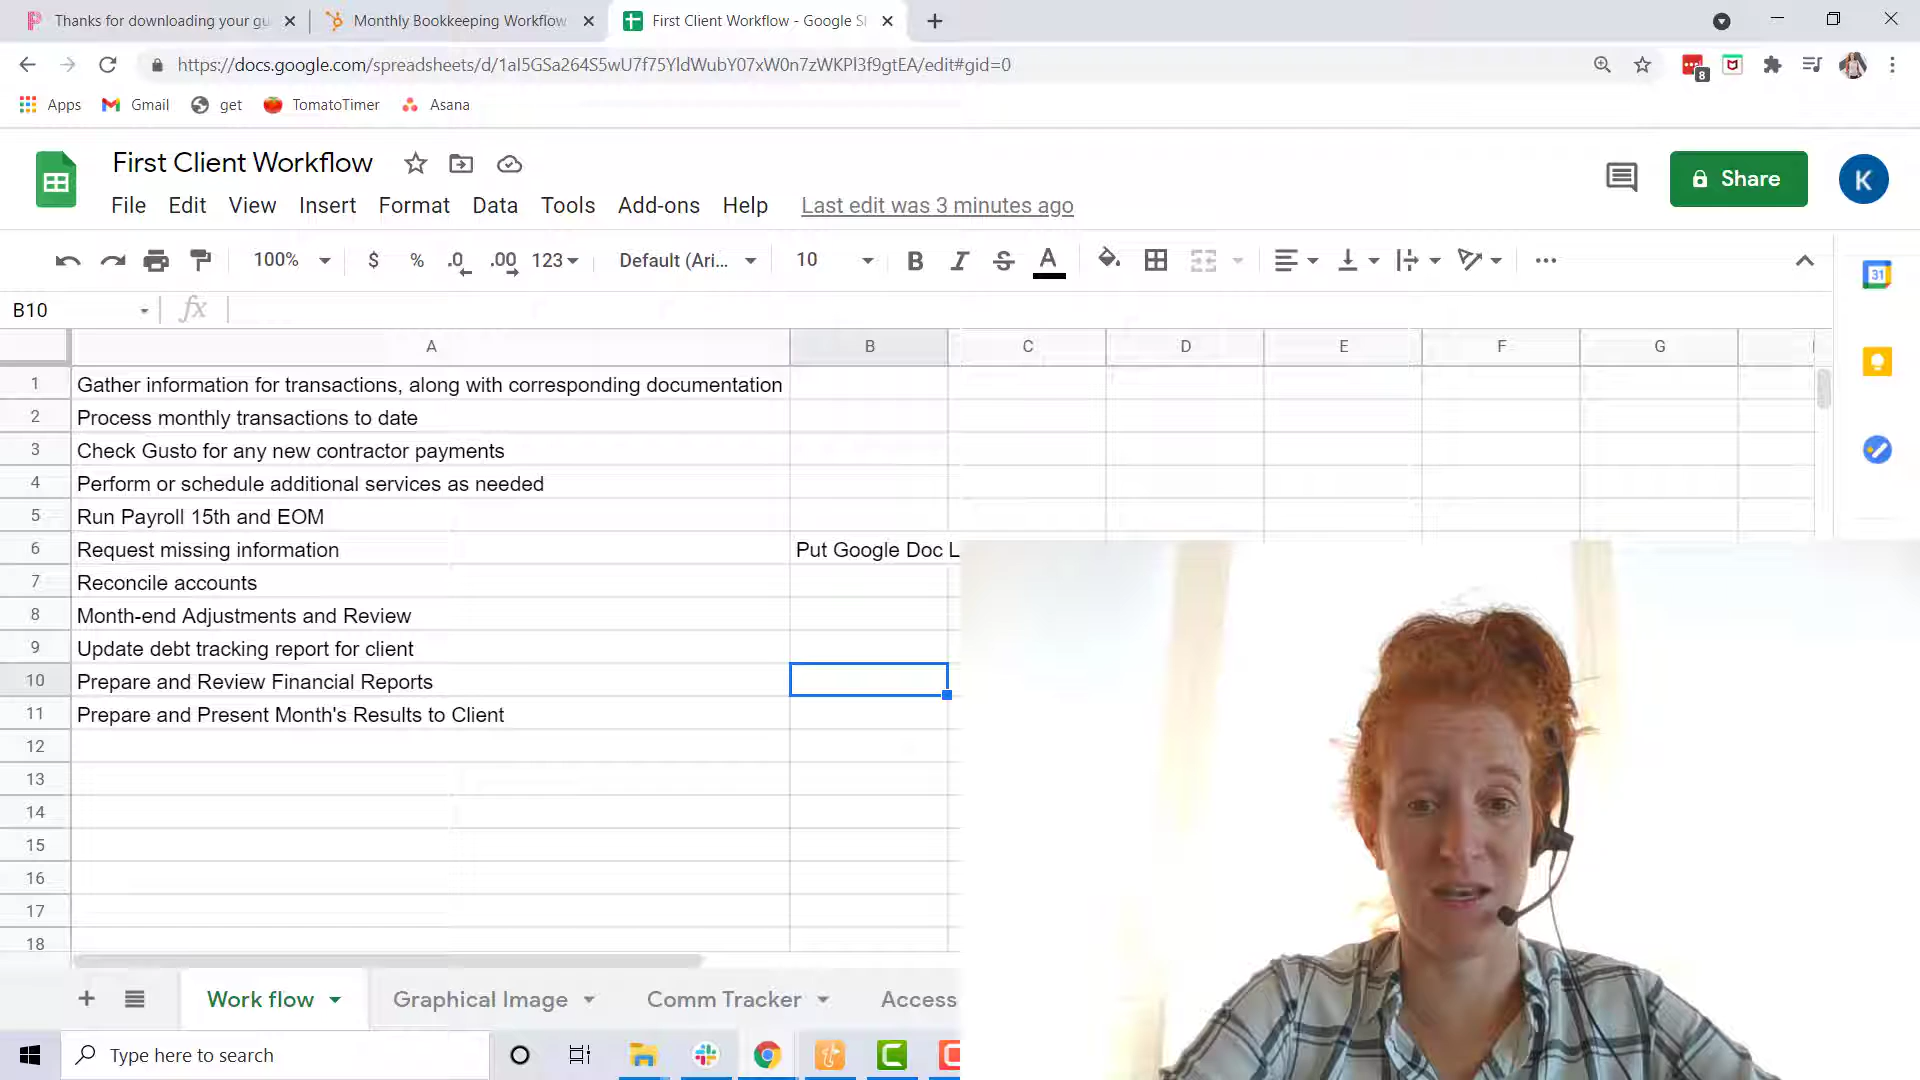 Thanks for downloading your gu
Monthly Bookkeeping Workflow
First Client Workflow - Google Sl
https://docs.google.com/spreadsheets/d/1aI5GSa264S5wU7f75YIdWubY07xW0n7zWKPl3f9gtEA/edit#gid=0
8
Apps
Gmail
get
TomatoTimer
Asana
First Client Workflow
Share
K
File Edit View Insert Format Data Tools Add-ons Help Last edit was 3 minutes ago
100% $ % .0 .00 123 Default (Ari... 10 B I S A
31
B10 fx
A B C D E F G
1 Gather information for transactions, along with corresponding documentation
2 Process monthly transactions to date
3 Check Gusto for any new contractor payments
4 Perform or schedule additional services as needed
5 Run Payroll 15th and EOM
6 Request missing information Put Google Doc L
7 Reconcile accounts
8 Month-end Adjustments and Review
9 Update debt tracking report for client
10 Prepare and Review Financial Reports
11 Prepare and Present Month's Results to Client
12
13
14
15
16
17
18
Work flow Graphical Image Comm Tracker Access
Type here to search